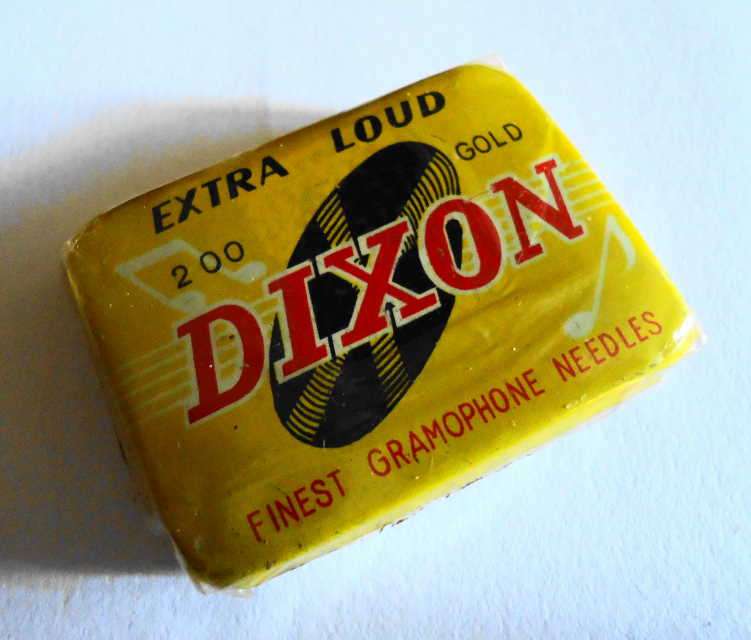 EXTRA LOUD
200 GOLD
DIXON
FINEST GRAMOPHONE NEEDLES